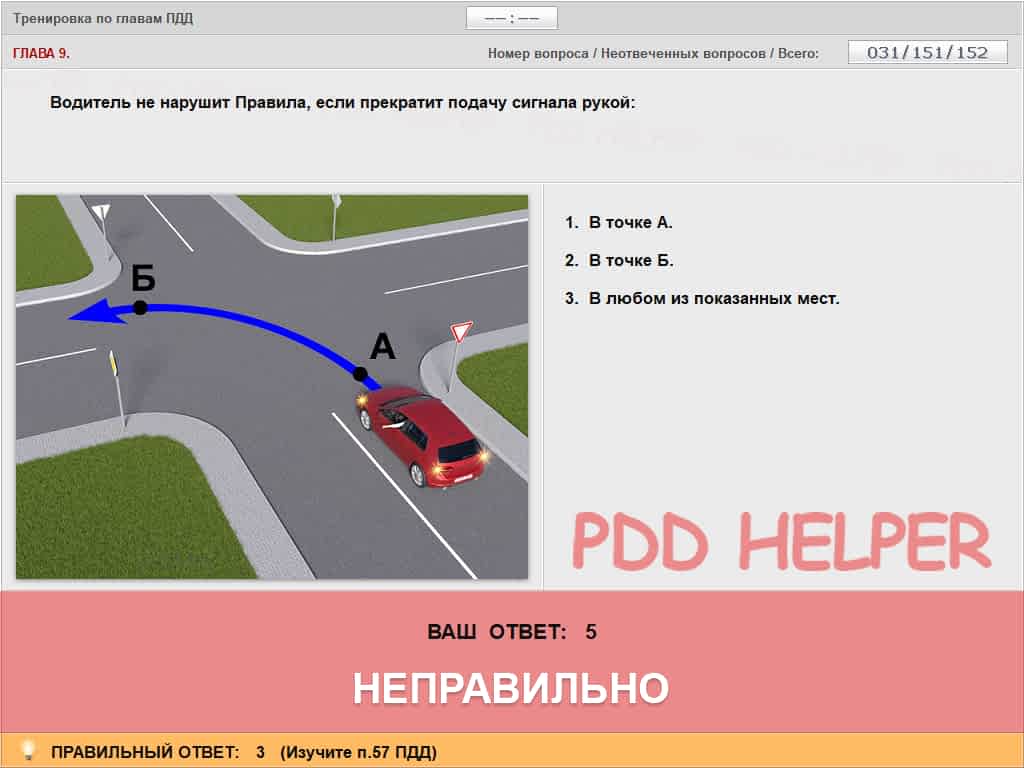 Тренировка по главам ПДД
–– : ––
ГЛАВА 9.
Номер вопроса / Неотвеченных вопросов / Всего:
031/151/152
Водитель не нарушит Правила, если прекратит подачу сигнала рукой:
1. В точке А.
2. В точке Б.
3. В любом из показанных мест.
Б
А
PDD HELPER
ВАШ ОТВЕТ: 5
НЕПРАВИЛЬНО
ПРАВИЛЬНЫЙ ОТВЕТ: 3 (Изучите п.57 ПДД)